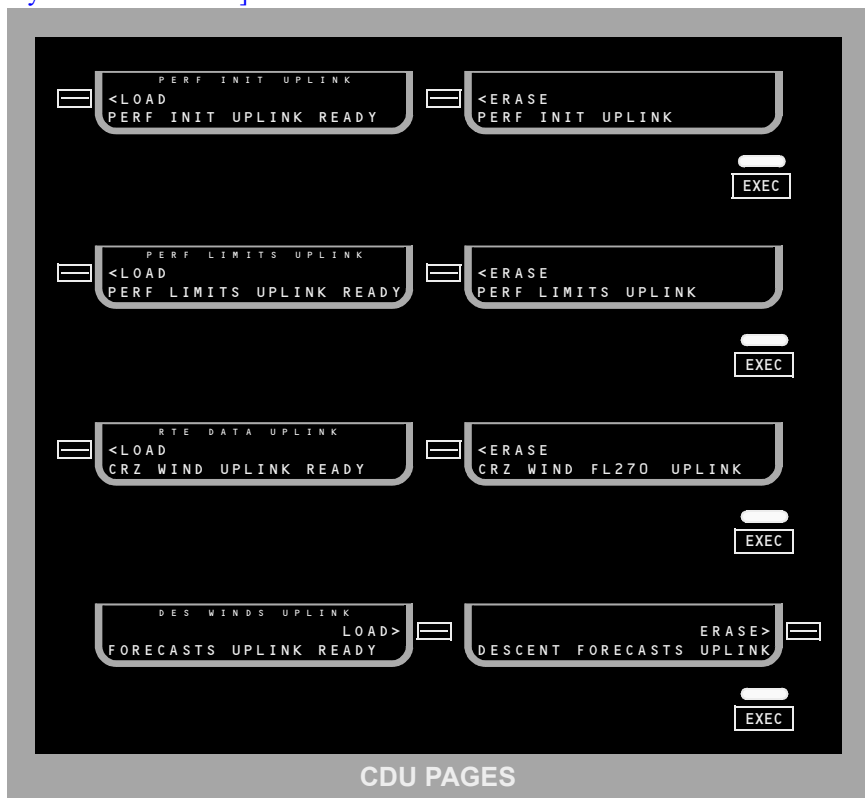 PERF INIT UPLINK
<LOAD
PERF INIT UPLINK READY
<ERASE
PERF INIT UPLINK
EXEC
PERF LIMITS UPLINK
<LOAD
PERF LIMITS UPLINK READY
<ERASE
PERF LIMITS UPLINK
EXEC
RTE DATA UPLINK
<LOAD
CRZ WIND UPLINK READY
<ERASE
CRZ WIND FL270 UPLINK
EXEC
DES WINDS UPLINK
LOAD>
FORECASTS UPLINK READY
ERASE>
DESCENT FORECASTS UPLINK
EXEC
CDU PAGES